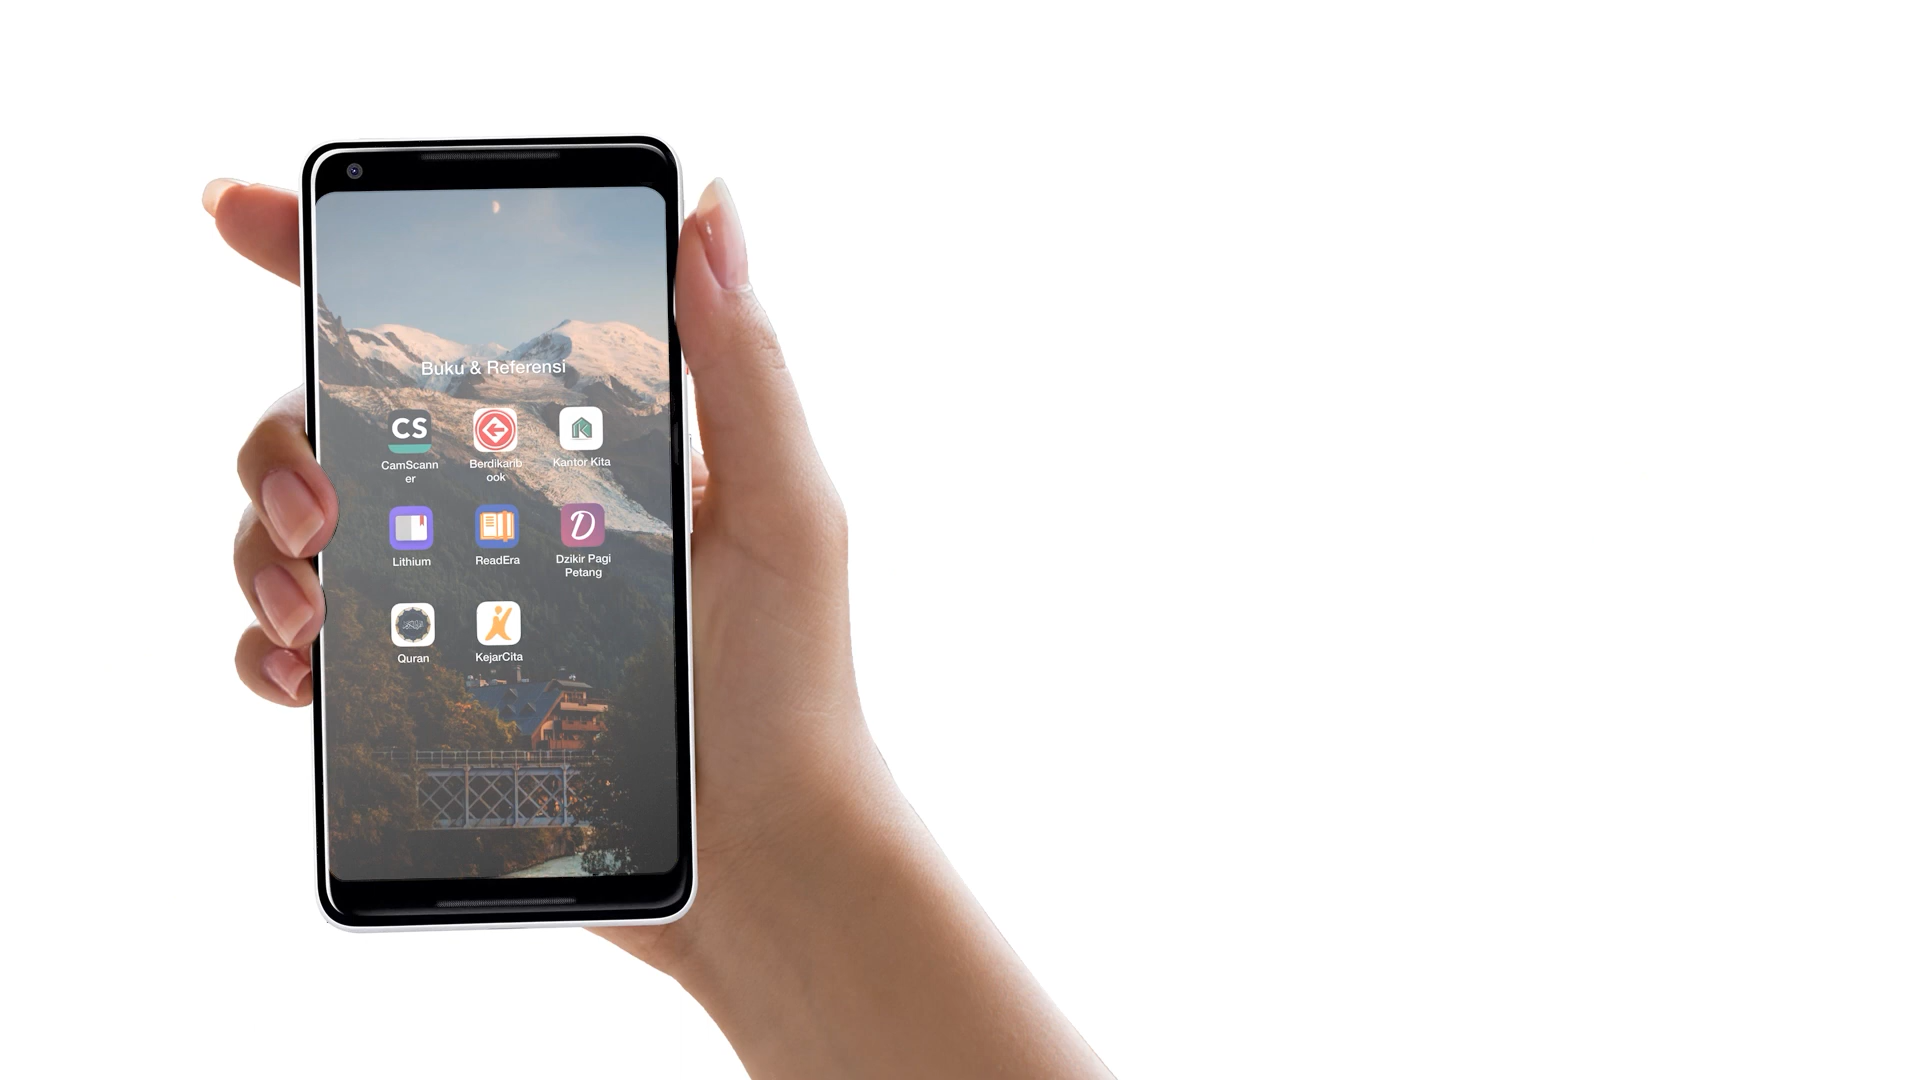 Buku & Referensi
CS
CamScann
er
Berdikarib
ook
Kantor Kita
Lithium
ReadEra
D
Dzikir Pagi
Petang
Quran
KejarCita